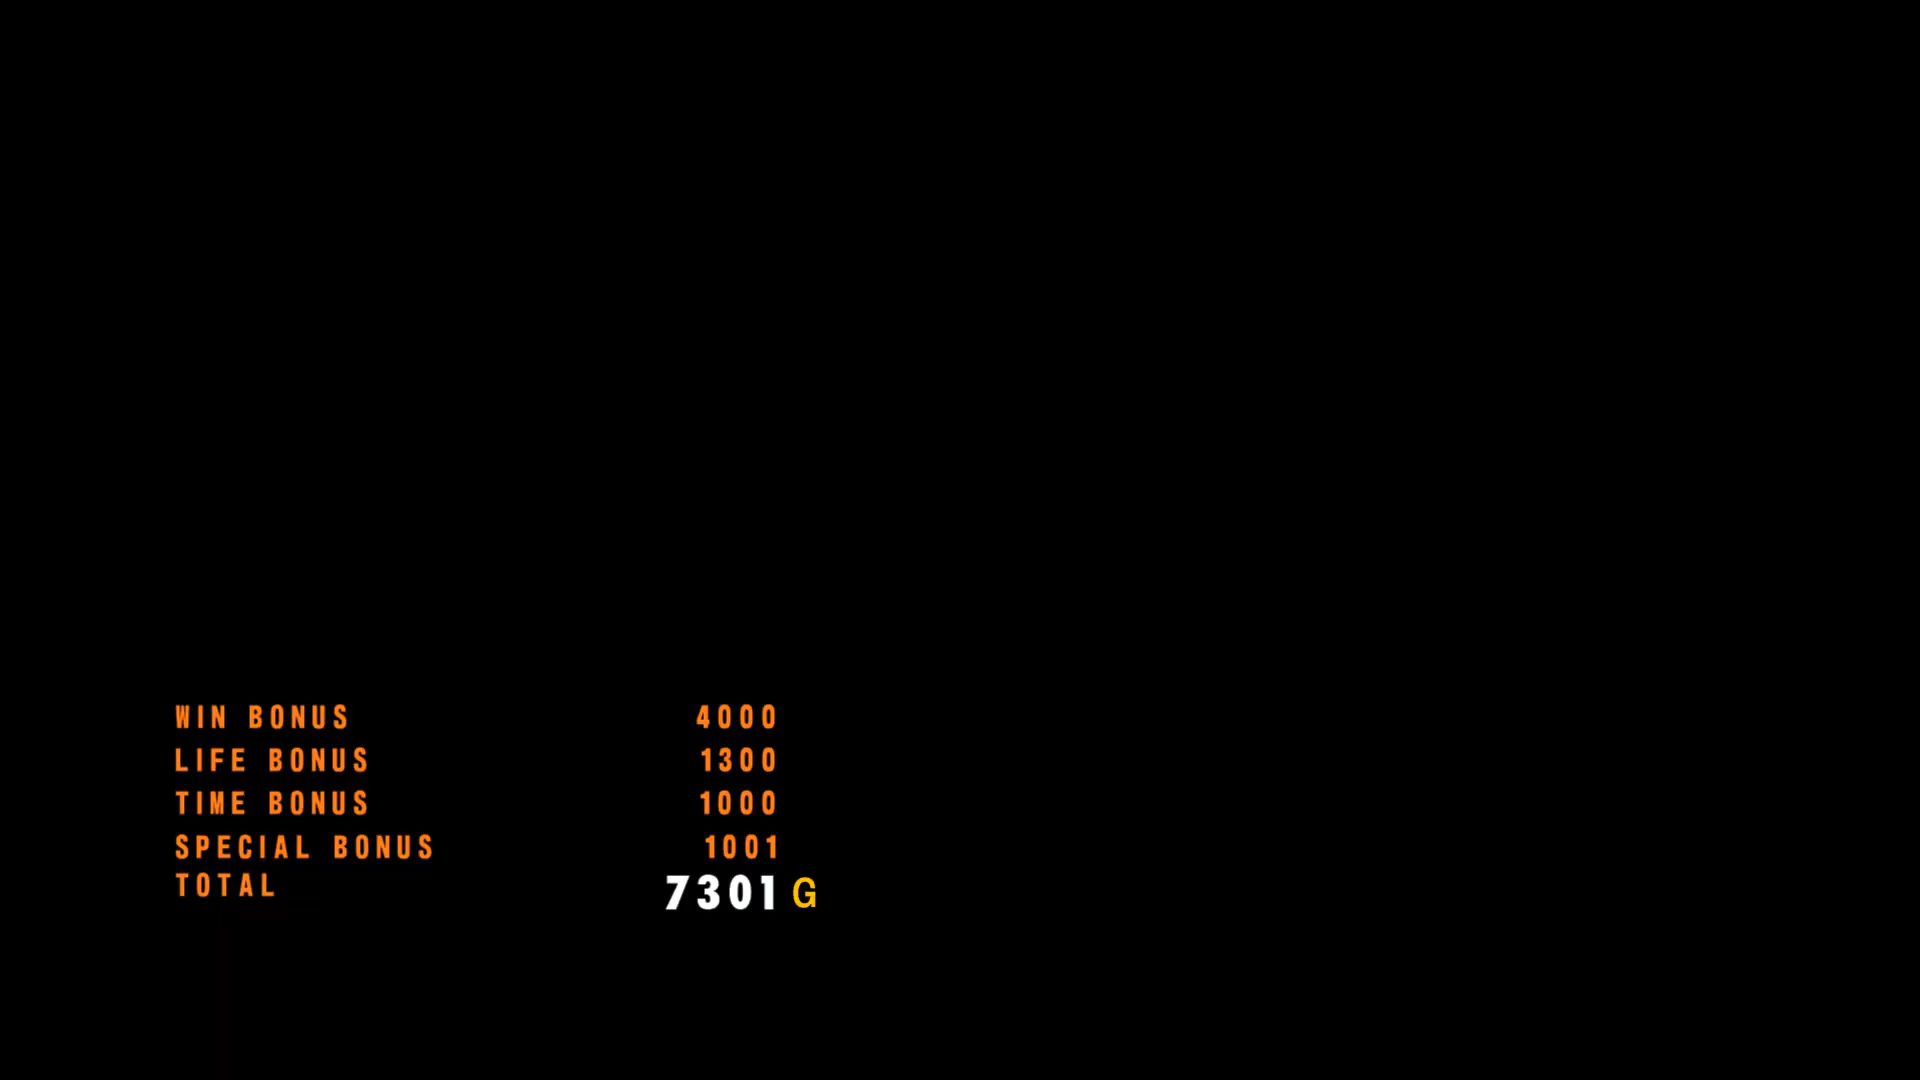 WIN BONUS 4000
LIFE BONUS 1300
TIME BONUS 1000
SPECIAL BONUS 1001
TOTAL 7301 G